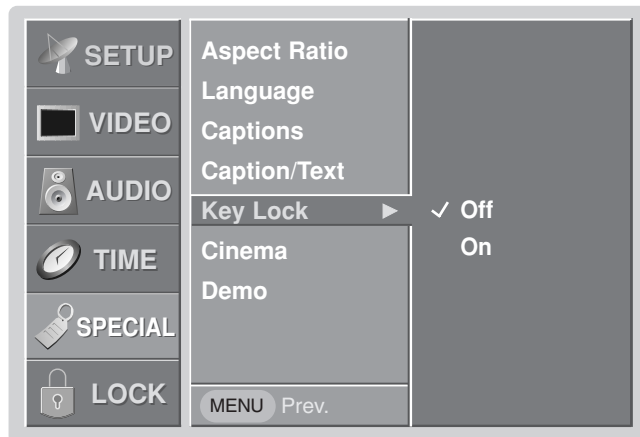 SETUP
VIDEO
AUDIO
TIME
SPECIAL
LOCK
Aspect Ratio
Language
Captions
Caption/Text
Key Lock ►
Cinema
Demo
MENU Prev.
✓ Off
On